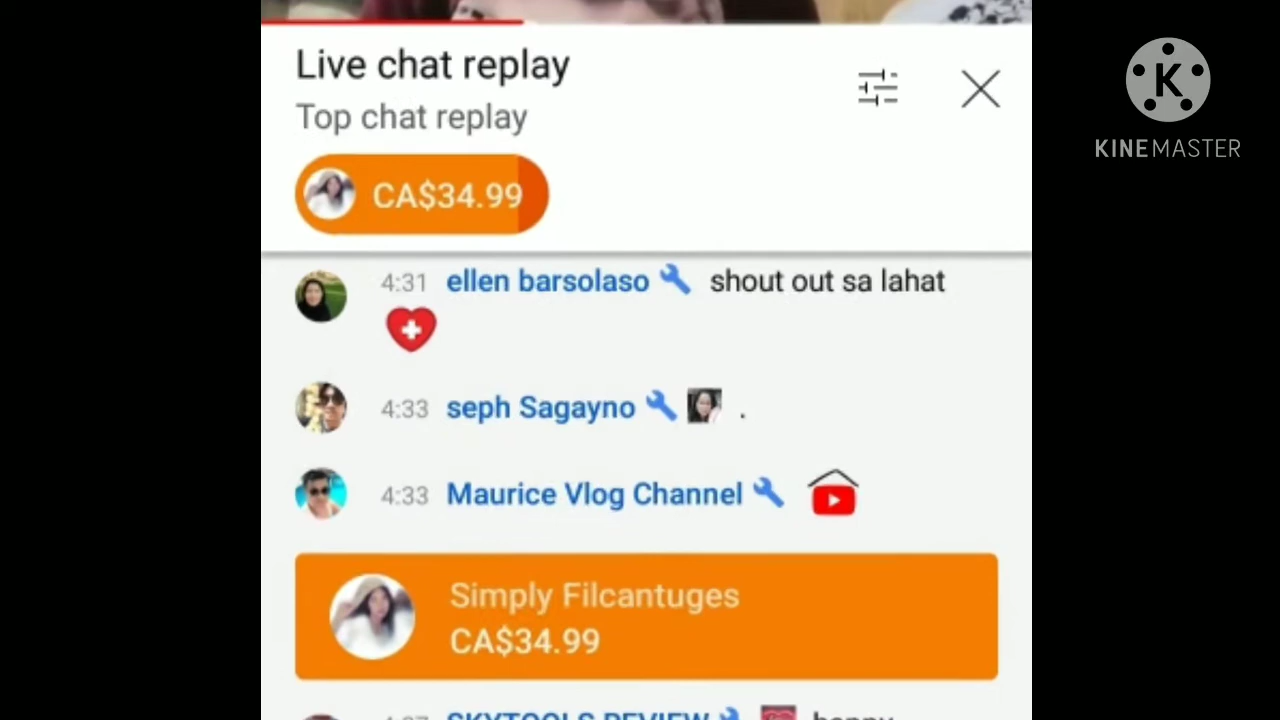 Live chat replay
Top chat replay
CA$34.99
4:31 ellen barsolaso shout out sa lahat
4:33 seph Sagayno .
4:33 Maurice Vlog Channel
Simply Filcantuges
CA$34.99
SKYTOOLS REVIEW happy
K
KINEMASTER